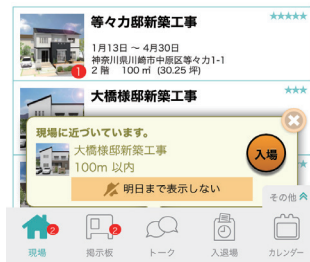 等々力邸新築工事
★★★★★
1月13日 ～ 4月30日
神奈川県川崎市中原区等々力1-1
2 階 100 ㎡ (30.25 坪)
1
大橋様邸新築工事
★★★
現場に近づいています。
大橋様邸新築工事
100m 以内
入場
明日まで表示しない
その他
2
2
現場
掲示板
トーク
入退場
カレンダー